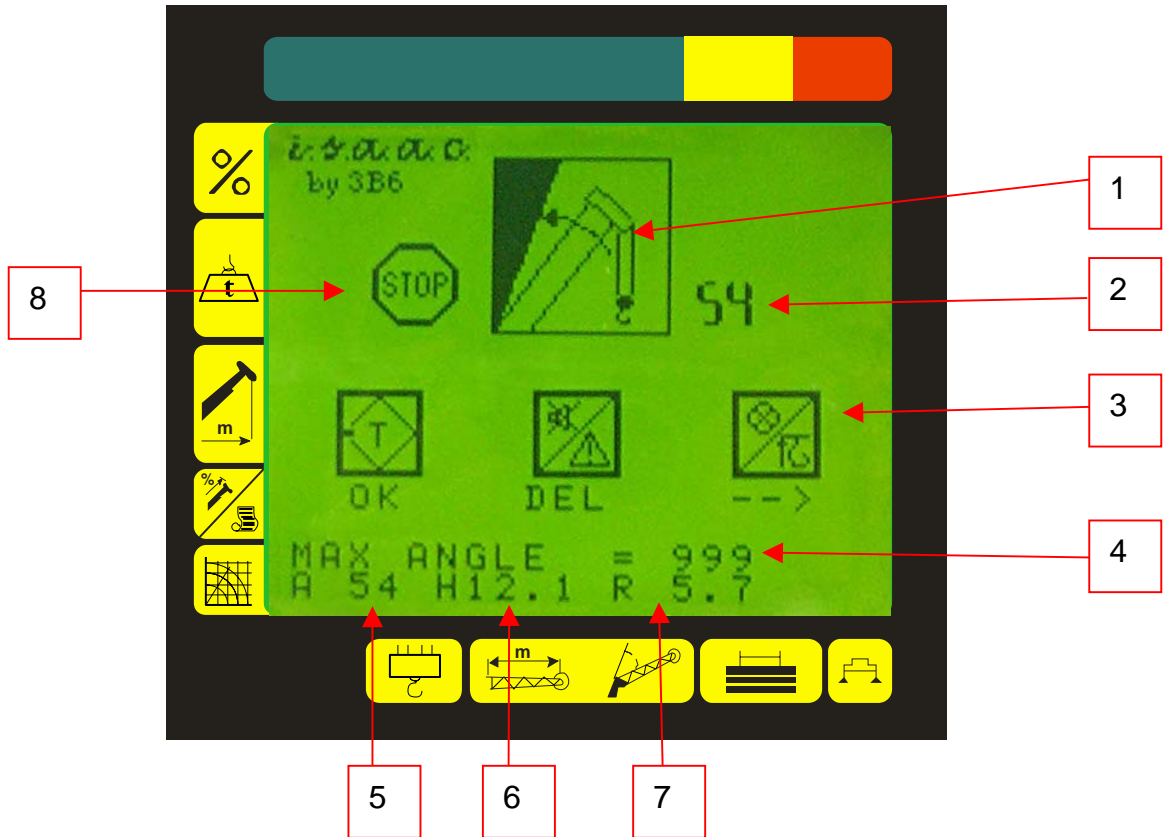 i.s.a.a.c.
by 3B6
%
t
m
%
STOP
54
T
OK
DEL
-->
MAX ANGLE = 999
A 54 H12.1 R 5.7
m
1
2
3
4
5
6
7
8